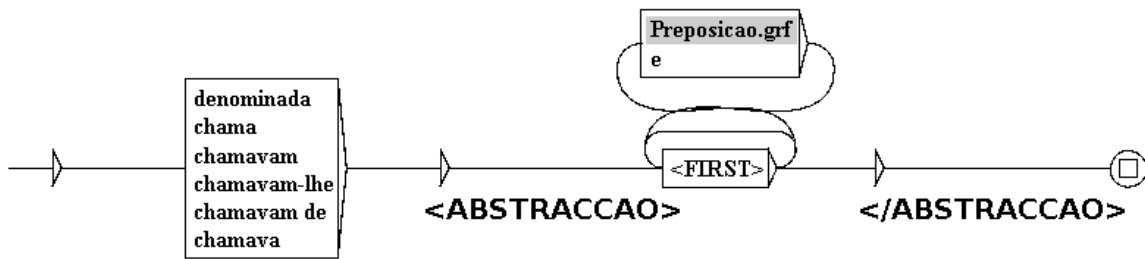 Preposicao.grf
e
denominada
chama
chamavam
chamavam-lhe
chamavam de
chamava
<FIRST>
<ABSTRACCAO>
</ABSTRACCAO>